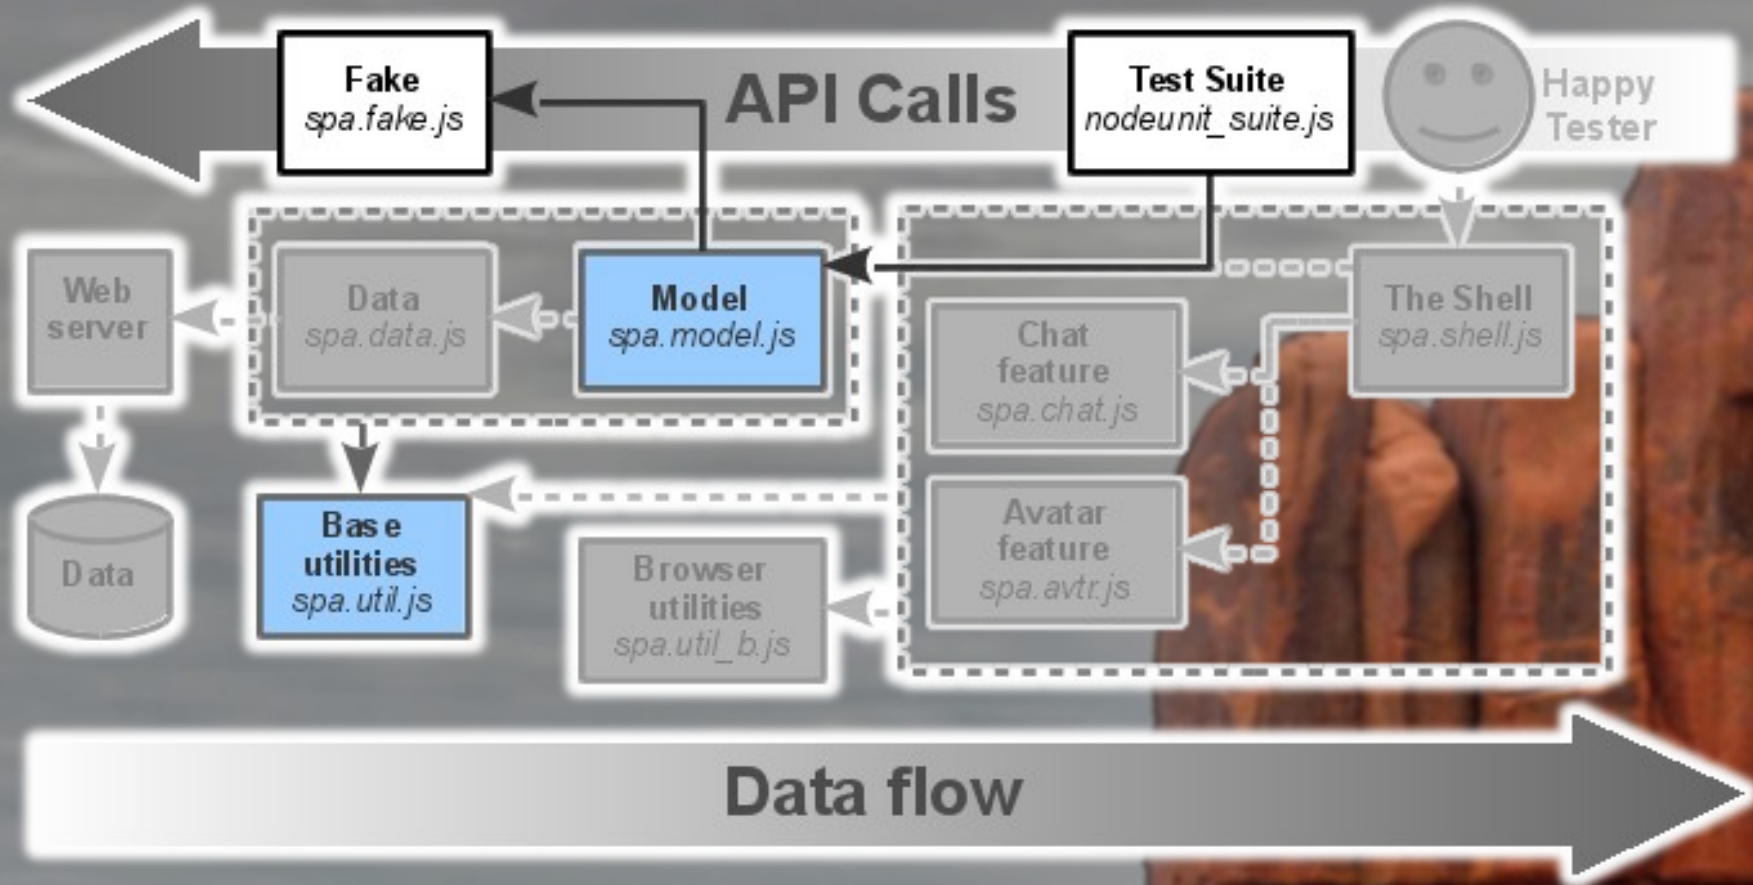 API Calls
Fake
spa.fake.js
Test Suite
nodeunit_suite.js
Happy
Tester
Web
server
Data
spa.data.js
Model
spa.model.js
The Shell
spa.shell.js
Chat
feature
spa.chat.js
Data
Base
utilities
spa.util.js
Browser
utilities
spa.util_b.js
Avatar
feature
spa.avtr.js
Data flow